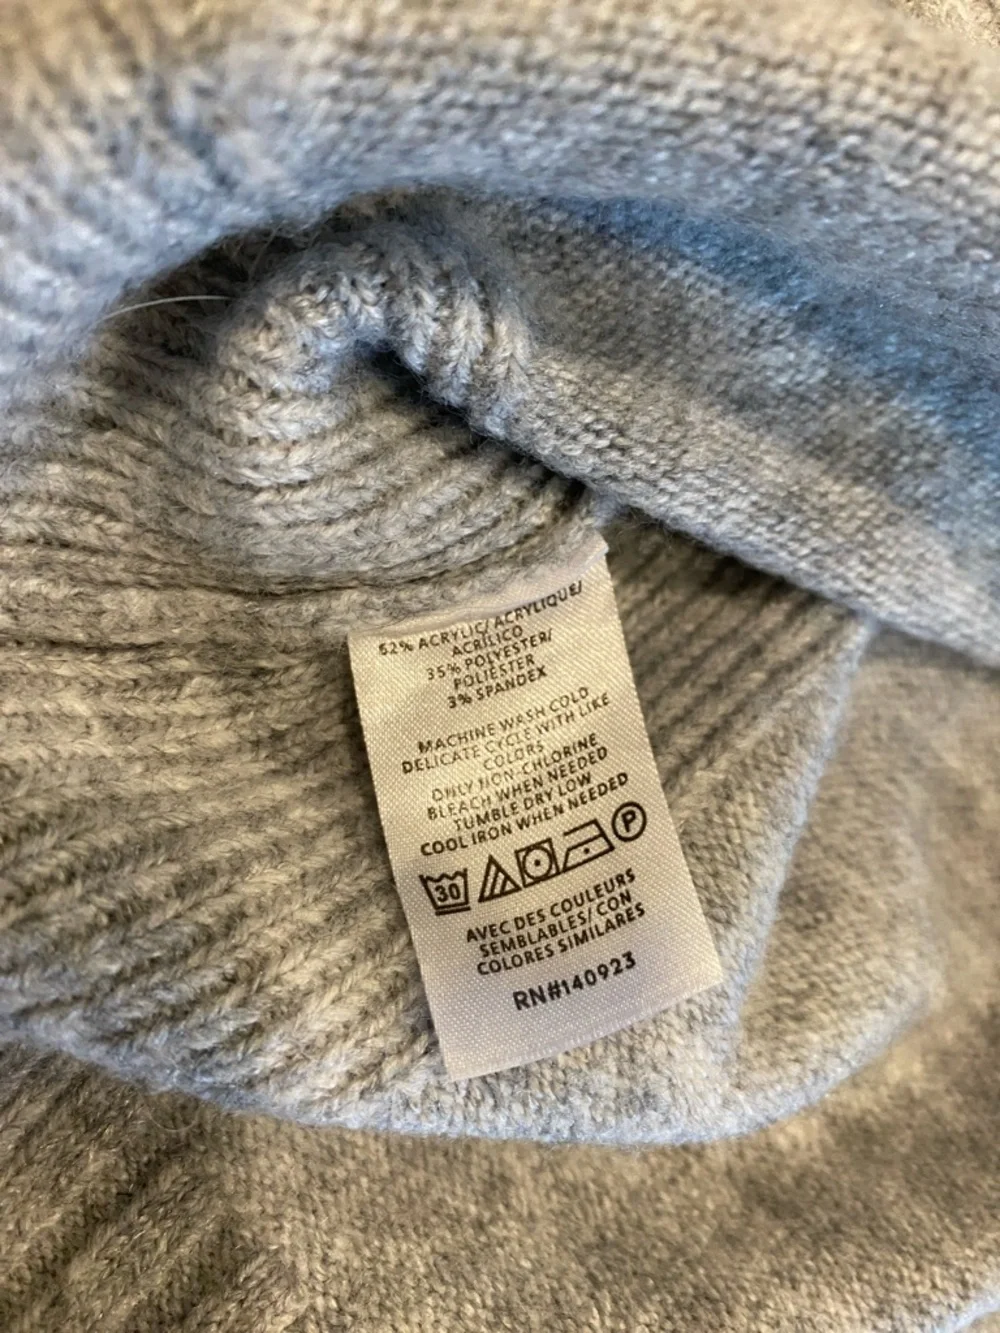 62% ACRYLIC/ ACRYLIQUE/
ACRÍLICO
35% POLYESTER/
POLIESTER
3% SPANDEX
MACHINE WASH COLD
DELICATE CYCLE WITH LIKE
COLORS
ONLY NON-CHLORINE
BLEACH WHEN NEEDED
TUMBLE DRY LOW
COOL IRON WHEN NEEDED
30 P
AVEC DES COULEURS
SEMBLABLES/ CON
COLORES SIMILARES
RN#140923